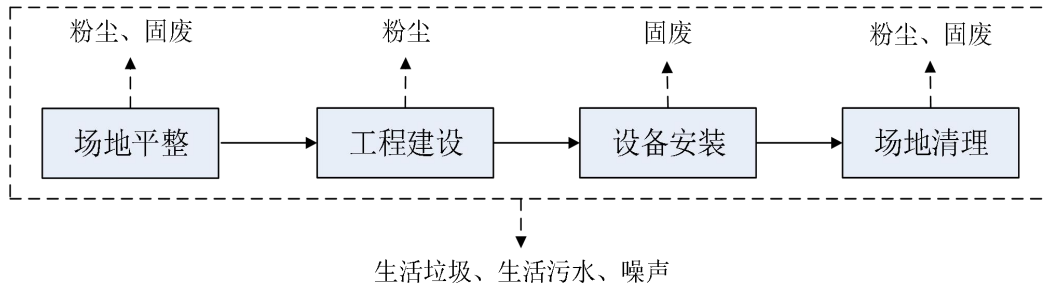 粉尘、固废
粉尘
固废
粉尘、固废
场地平整
工程建设
设备安装
场地清理
生活垃圾、生活污水、噪声